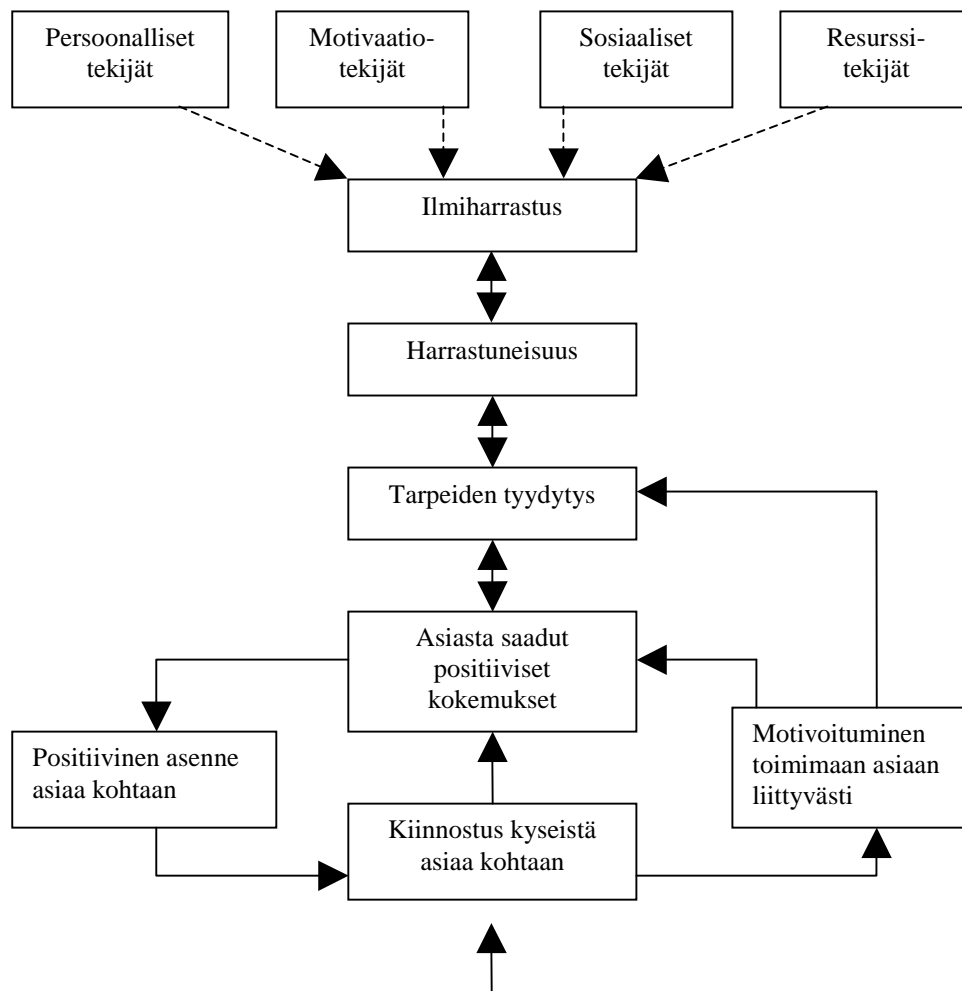 Persoonalliset
tekijät
Motivaatio-
tekijät
Sosiaaliset
tekijät
Resurssi-
tekijät
Ilmiharrastus
Harrastuneisuus
Tarpeiden tyydytys
Asiasta saadut
positiiviset
kokemukset
Positiivinen asenne
asiaa kohtaan
Motivoituminen
toimimaan asiaan
liittyvästi
Kiinnostus kyseistä
asiaa kohtaan